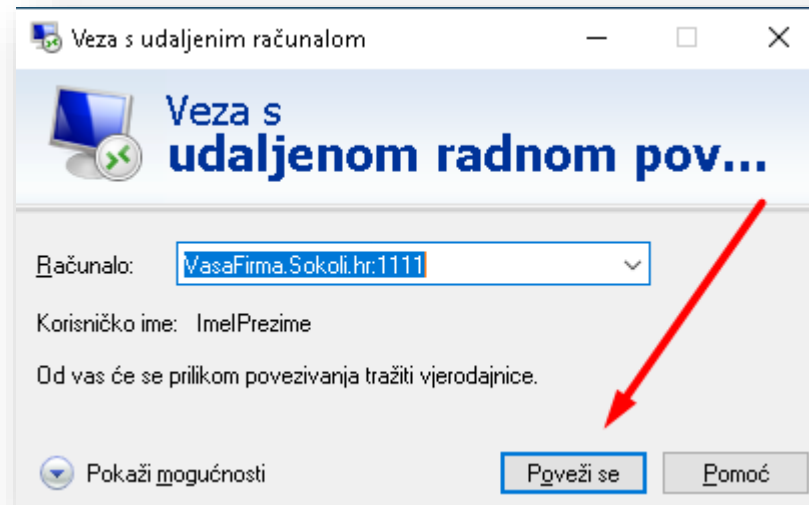 Veza s udaljenim računalom
Veza s
udaljenom radnom pov...
Računalo: VasaFirma.Sokoli.hr:1111
Korisničko ime: ImeIPrezime
Od vas će se prilikom povezivanja tražiti vjerodajnice.
Pokaži mogućnosti Poveži se Pomoć